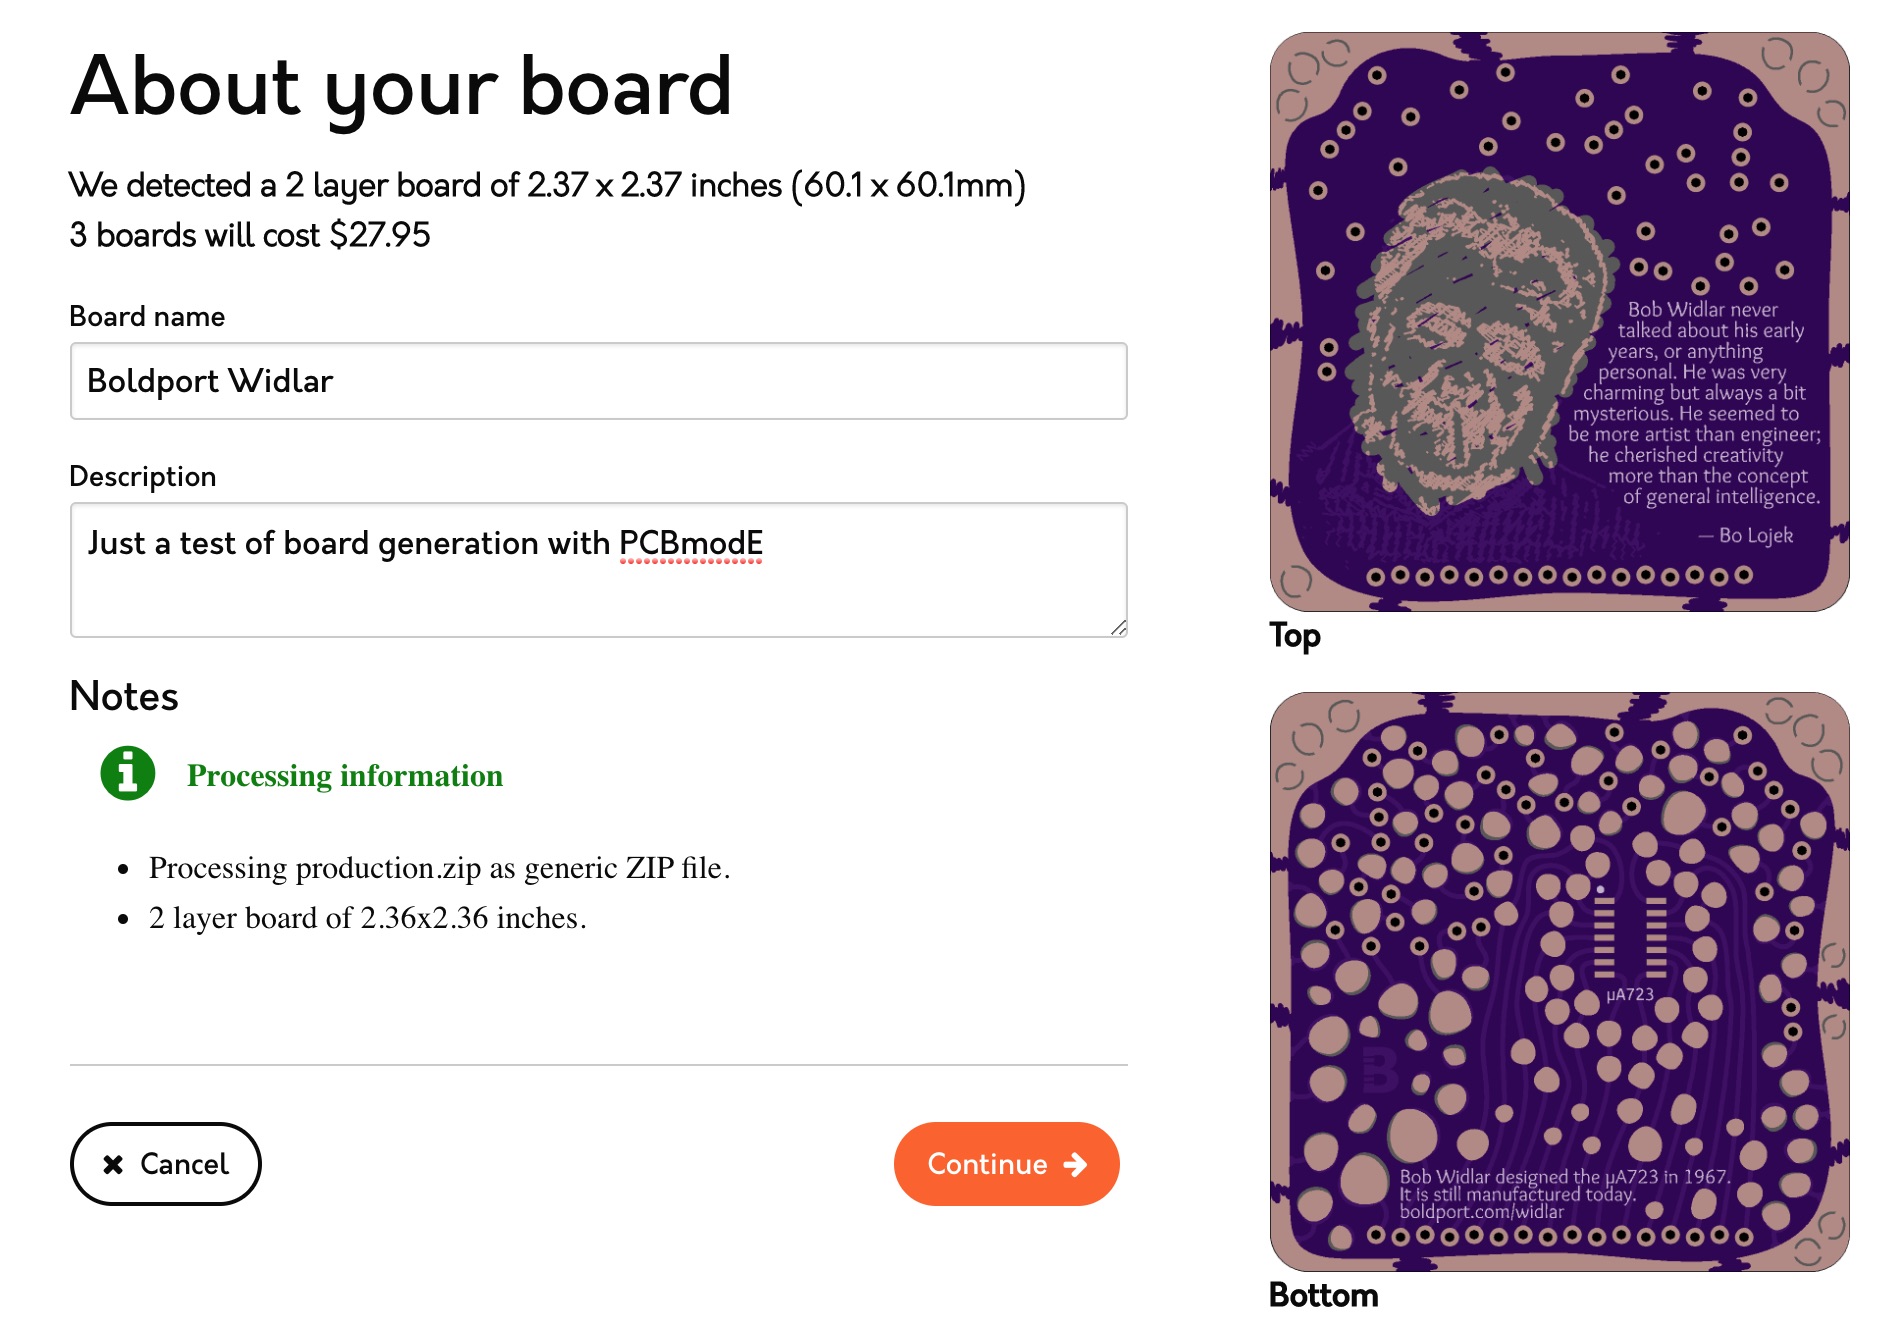 About your board
We detected a 2 layer board of 2.37 x 2.37 inches (60.1 x 60.1mm)
3 boards will cost $27.95
Board name
Boldport Widlar
Description
Just a test of board generation with PCBmodE
Notes
Processing information
• Processing production.zip as generic ZIP file.
• 2 layer board of 2.36x2.36 inches.
Cancel
Continue
Bob Widlar never
talked about his early
years, or anything
personal. He was very
charming but always a bit
mysterious. He seemed to
be more artist than engineer;
he cherished creativity
more than the concept
of general intelligence.
— Bo Lojek
Top
µA723
B
Bob Widlar designed the µA723 in 1967.
It is still manufactured today.
boldport.com/widlar
Bottom